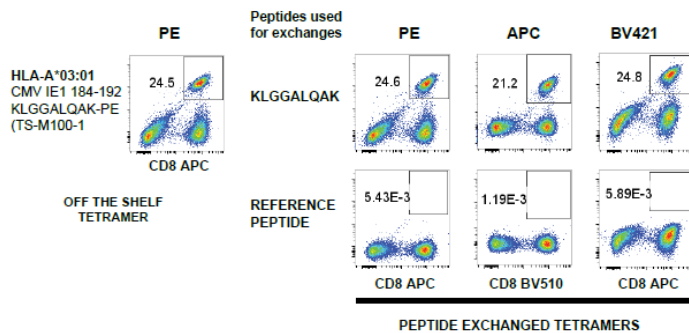 PE
Peptides used
for exchanges
PE
APC
BV421
HLA-A*03:01
CMV IE1 184-192
KLGGALQAK-PE
(TS-M100-1
24.5
CD8 APC
OFF THE SHELF
TETRAMER
KLGGALQAK
24.6
21.2
24.8
REFERENCE
PEPTIDE
5.43E-3
1.19E-3
5.89E-3
CD8 APC
CD8 BV510
CD8 APC
PEPTIDE EXCHANGED TETRAMERS